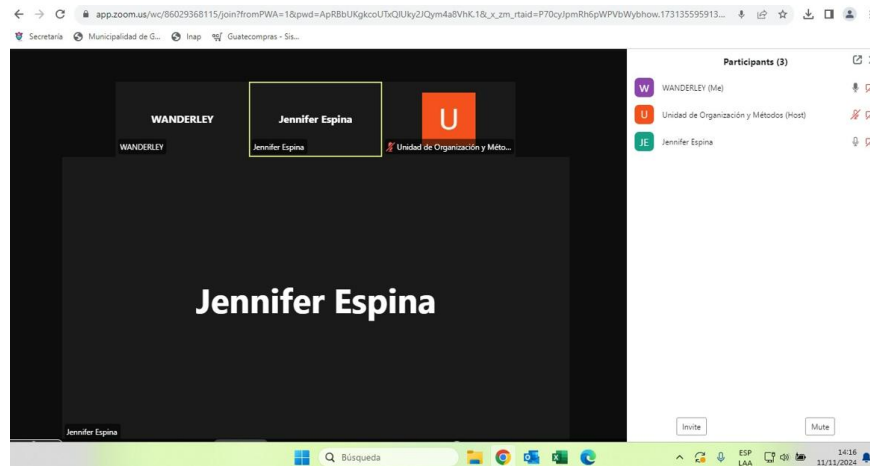 app.zoom.us/wc/86029368115/join?fromPWA=1&pwd=ApRBbUKgkcoUTxQIUky2JQym4a8VhK.1&_x_zm_rtaid=P70cyJpmRh6pWPVbWybhow.173135595913...
Secretaría Municipalidad de G... Inap Guatecompras - Sis...
Participants (3)
W WANDERLEY (Me)
U Unidad de Organización y Métodos (Host)
JE Jennifer Espina
WANDERLEY
WANDERLEY
Jennifer Espina
Jennifer Espina
U
Unidad de Organización y Méto...
Jennifer Espina
Jennifer Espina
Invite Mute
Búsqueda
ESP
LAA
14:16
11/11/2024